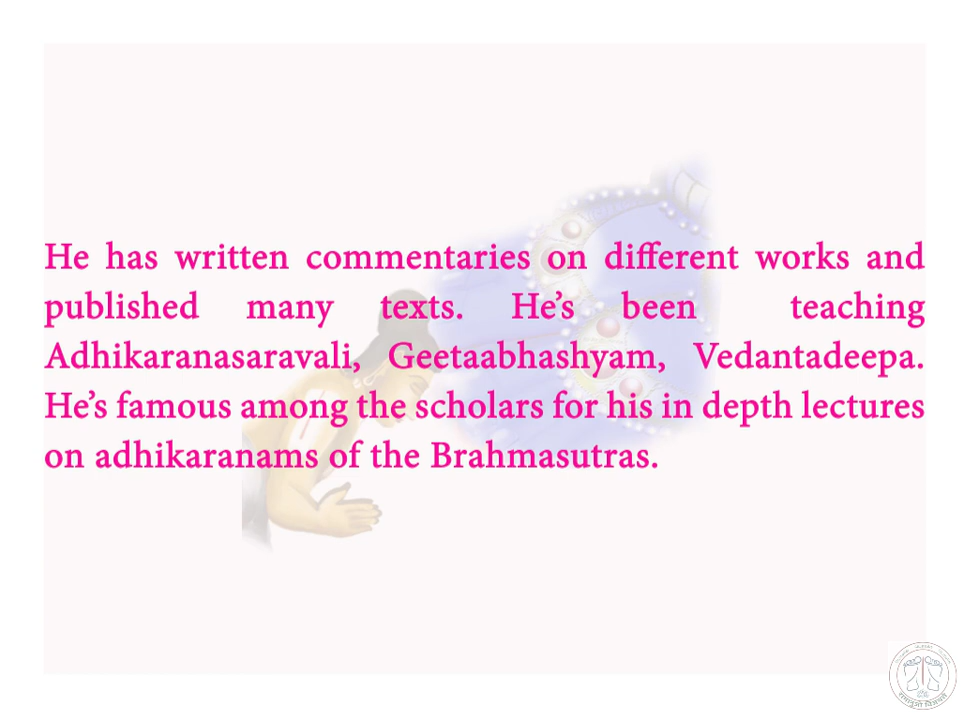 He has written commentaries on different works and
published many texts. He’s been teaching
Adhikaranasaravali, Geetaabhashyam, Vedantadeepa.
He’s famous among the scholars for his in depth lectures
on adhikaranams of the Brahmasutras.